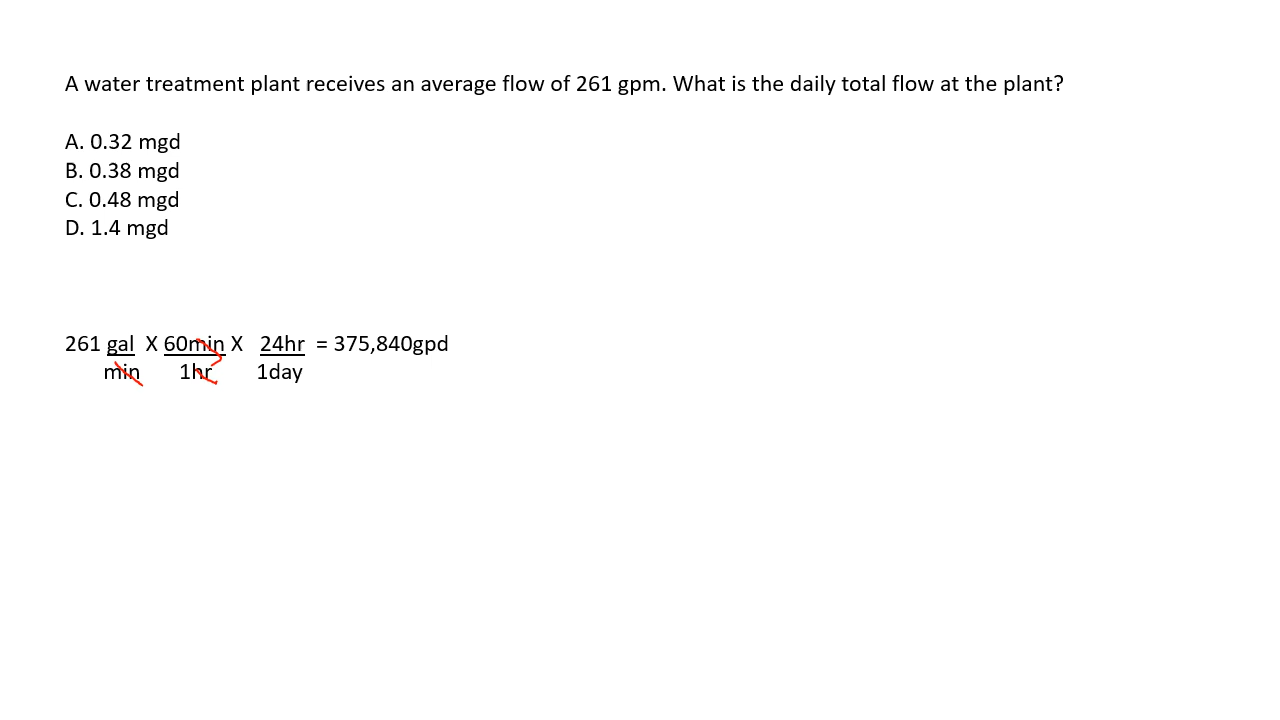 A water treatment plant receives an average flow of 261 gpm. What is the daily total flow at the plant?
A. 0.32 mgd
B. 0.38 mgd
C. 0.48 mgd
D. 1.4 mgd
261 gal X 60min X 24hr = 375,840gpd
min 1hr 1day